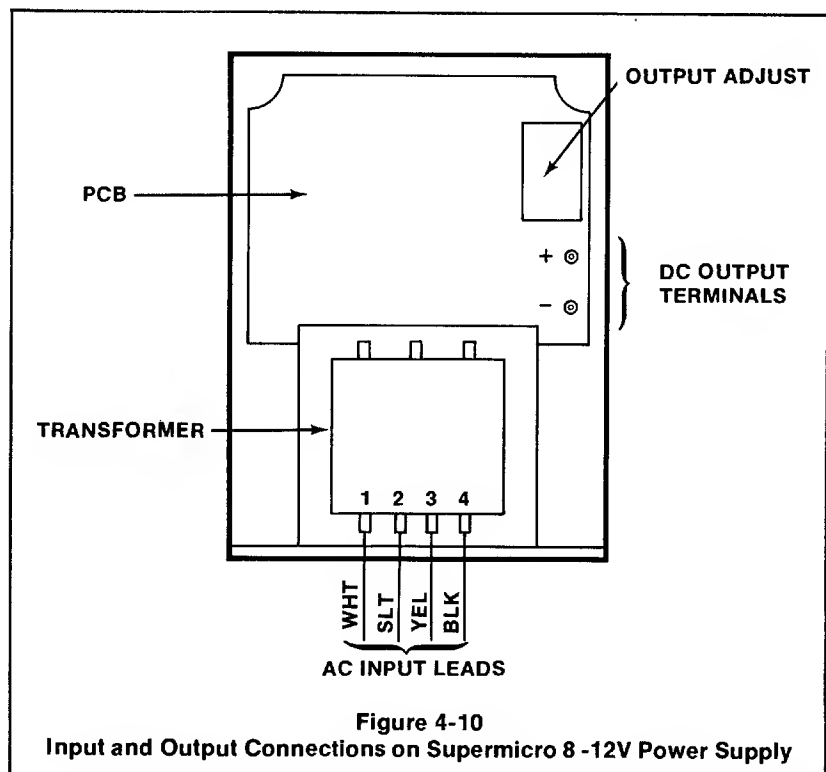 OUTPUT ADJUST
PCB
+
DC OUTPUT
TERMINALS
-
TRANSFORMER
1 2 3 4
WHT
SLT
YEL
BLK
AC INPUT LEADS
Figure 4-10
Input and Output Connections on Supermicro 8 -12V Power Supply